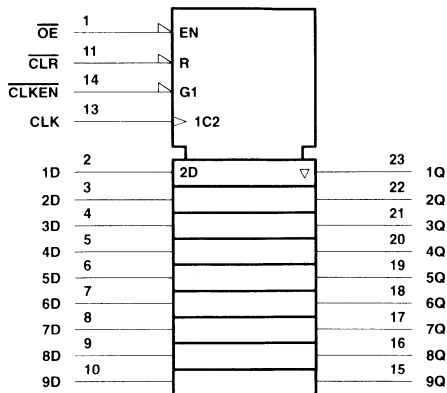 OE 1 EN
CLR 11 R
CLKEN 14 G1
CLK 13 1C2
1D 2 2D 23 1Q
2D 3 22 2Q
3D 4 21 3Q
4D 5 20 4Q
5D 6 19 5Q
6D 7 18 6Q
7D 8 17 7Q
8D 9 16 8Q
9D 10 15 9Q